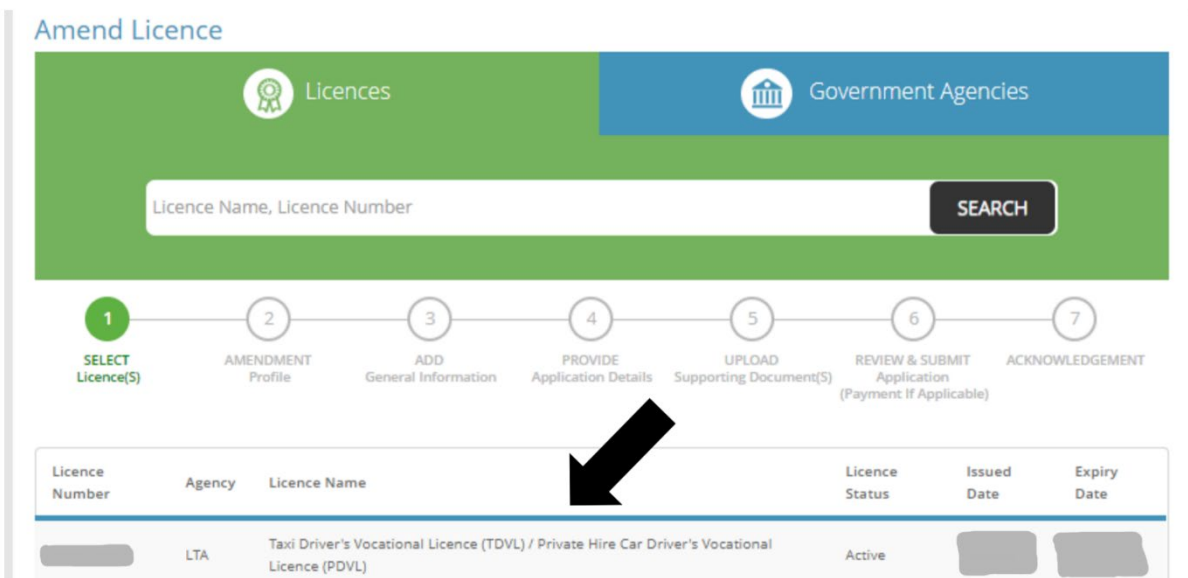 Amend Licence
Licences
Government Agencies
Licence Name, Licence Number
SEARCH
1
2
3
4
5
6
7
SELECT
Licence(S)
AMENDMENT
Profile
ADD
General Information
PROVIDE
Application Details
UPLOAD
Supporting Document(S)
REVIEW & SUBMIT
Application
(Payment If Applicable)
ACKNOWLEDGEMENT
Licence
Number
Agency
Licence Name
Licence
Status
Issued
Date
Expiry
Date
LTA
Taxi Driver's Vocational Licence (TDVL) / Private Hire Car Driver's Vocational
Licence (PDVL)
Active